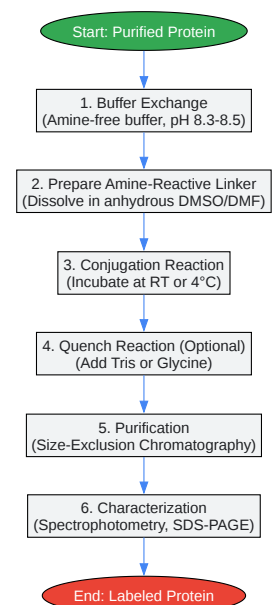 Start: Purified Protein
1. Buffer Exchange
(Amine-free buffer, pH 8.3-8.5)
2. Prepare Amine-Reactive Linker
(Dissolve in anhydrous DMSO/DMF)
3. Conjugation Reaction
(Incubate at RT or 4°C)
4. Quench Reaction (Optional)
(Add Tris or Glycine)
5. Purification
(Size-Exclusion Chromatography)
6. Characterization
(Spectrophotometry, SDS-PAGE)
End: Labeled Protein